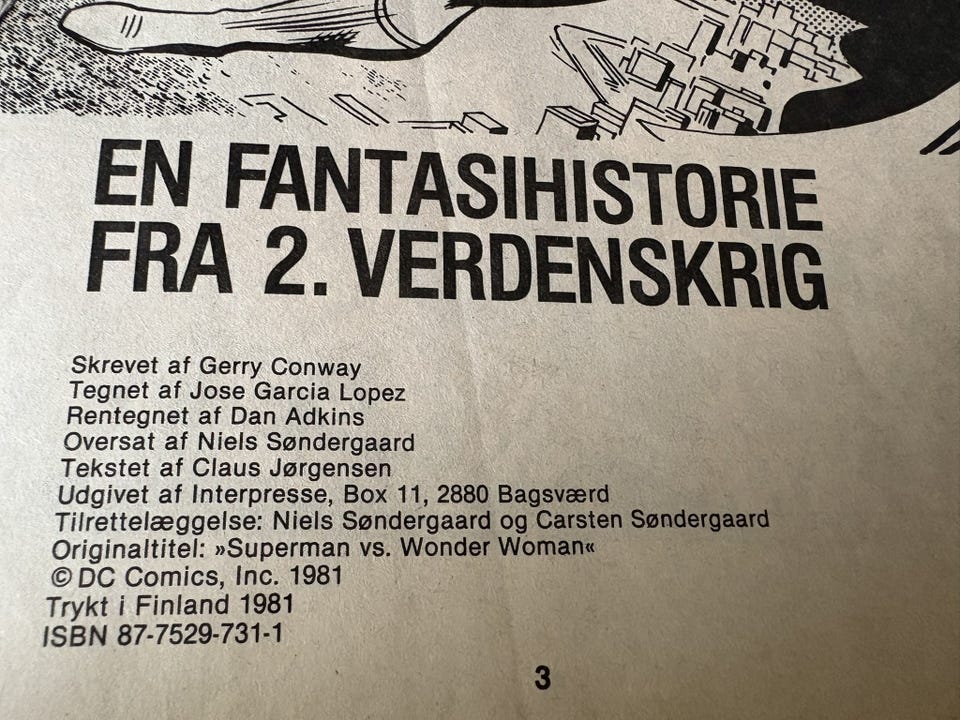 EN FANTASIHISTORIE
FRA 2. VERDENSKRIG
Skrevet af Gerry Conway
Tegnet af Jose Garcia Lopez
Rentegnet af Dan Adkins
Oversat af Niels Søndergaard
Tekstet af Claus Jørgensen
Udgivet af Interpresse, Box 11, 2880 Bagsværd
Tilrettelæggelse: Niels Søndergaard og Carsten Søndergaard
Originaltitel: »Superman vs. Wonder Woman«
© DC Comics, Inc. 1981
Trykt i Finland 1981
ISBN 87-7529-731-1
3